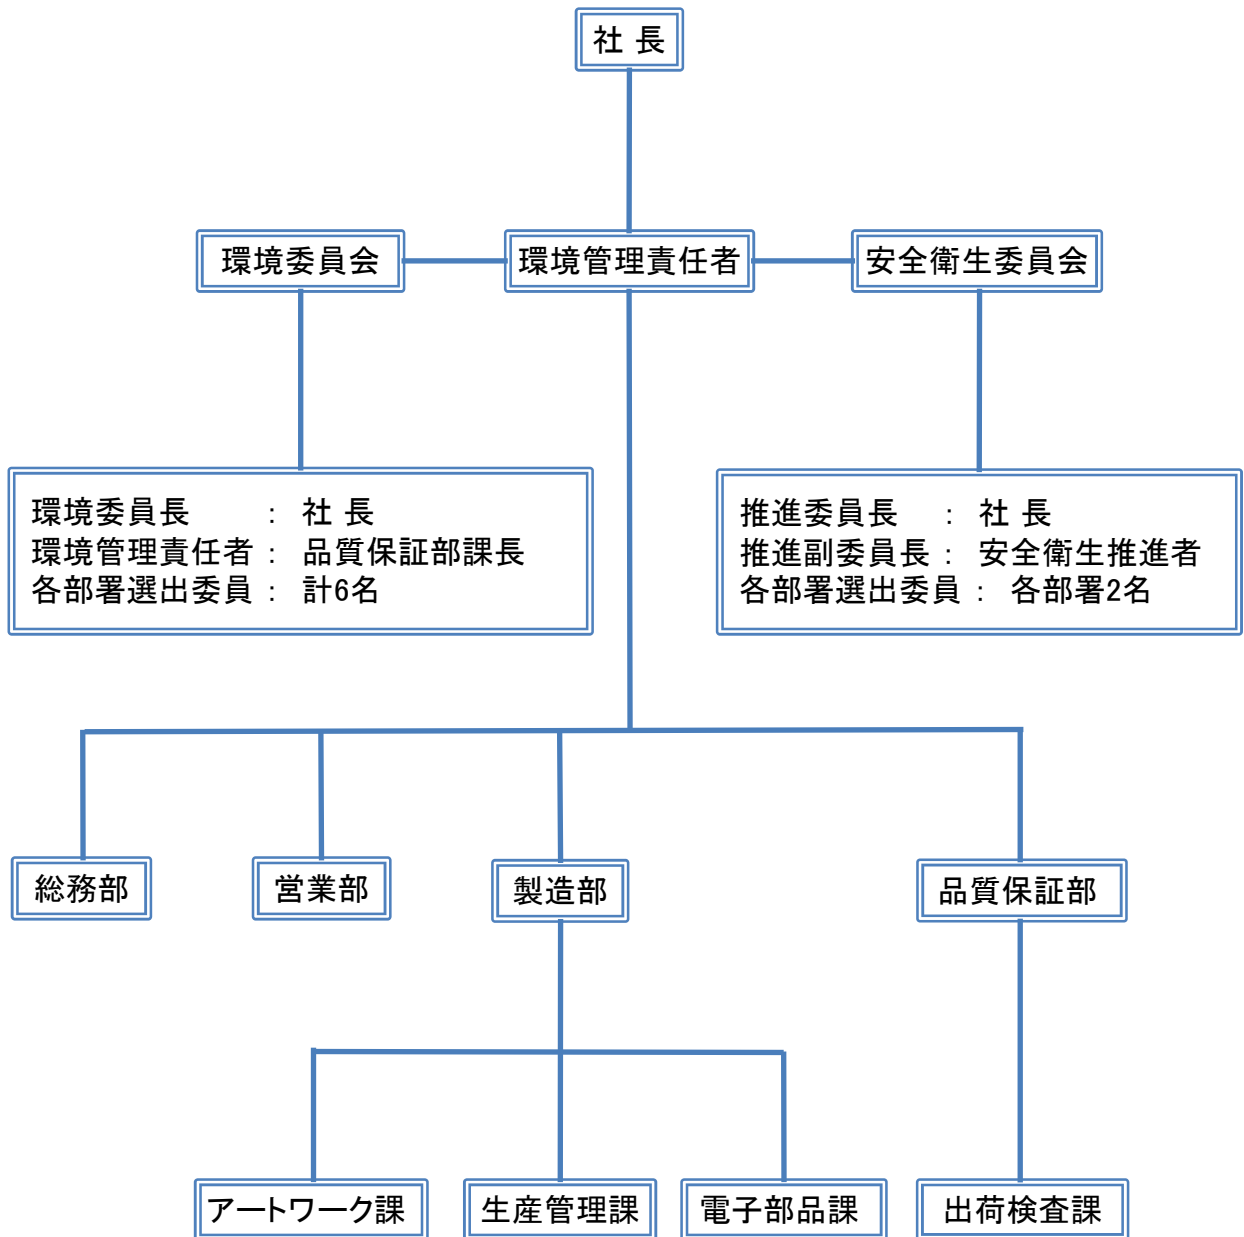 社 長
環境委員会
環境管理責任者
安全衛生委員会
環境委員長 : 社 長
環境管理責任者 : 品質保証部課長
各部署選出委員 : 計6名
推進委員長 : 社 長
推進副委員長 : 安全衛生推進者
各部署選出委員 : 各部署2名
総務部
営業部
製造部
品質保証部
アートワーク課
生産管理課
電子部品課
出荷検査課